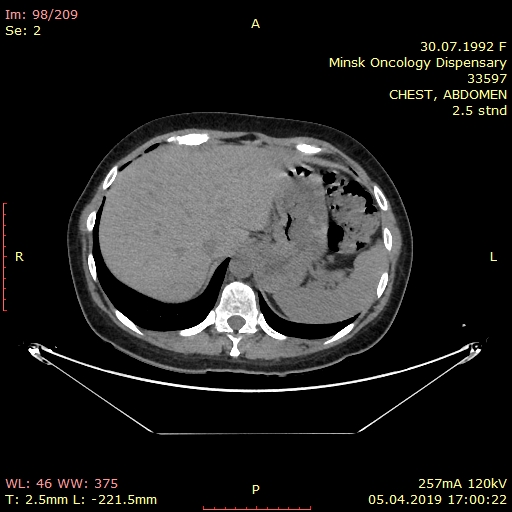 Im: 98/209
Se: 2
A
30.07.1992 F
Minsk Oncology Dispensary
33597
CHEST, ABDOMEN
2.5 stnd
R
L
WL: 46 WW: 375
T: 2.5mm L: -221.5mm
P
257mA 120kV
05.04.2019 17:00:22